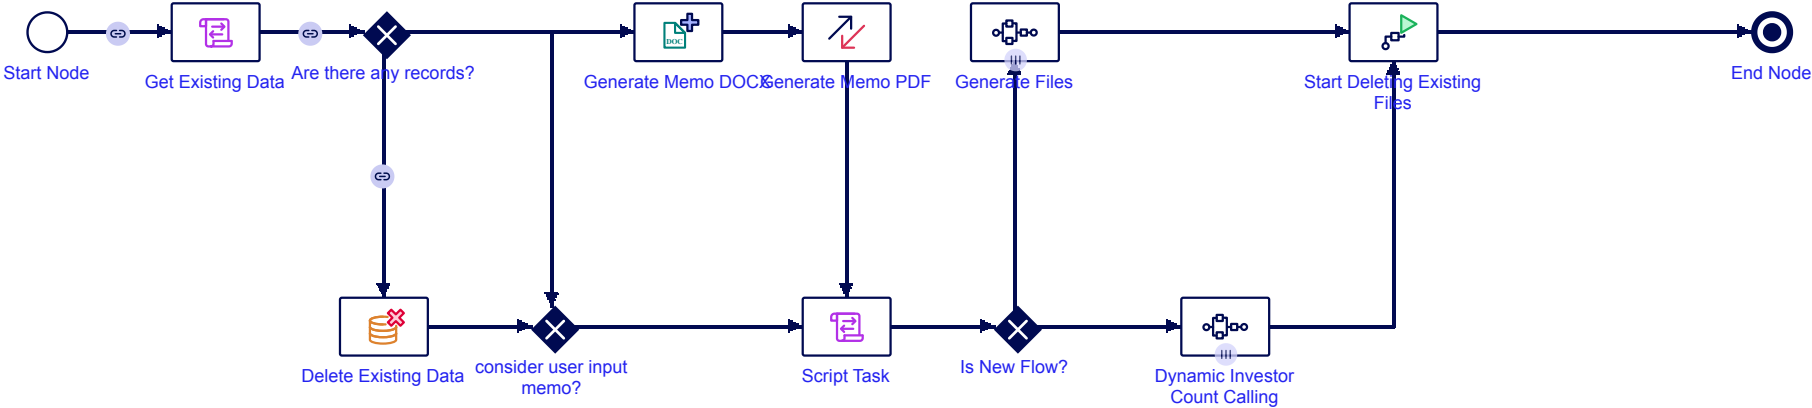 Start Node
Get Existing Data
Are there any records?
DOC
Generate Memo DOCX
Generate Memo PDF
Generate Files
Start Deleting Existing
Files
End Node
Delete Existing Data
consider user input
memo?
Script Task
Is New Flow?
Dynamic Investor
Count Calling